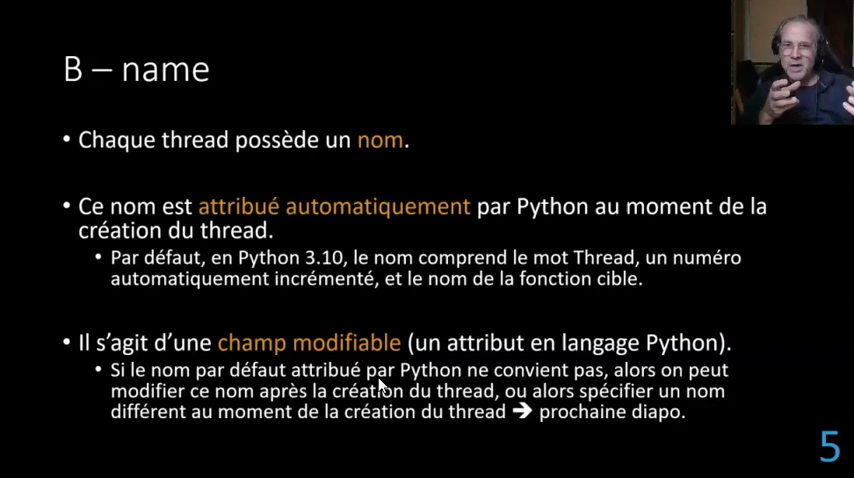 B – name
• Chaque thread possède un nom.
• Ce nom est attribué automatiquement par Python au moment de la
création du thread.
• Par défaut, en Python 3.10, le nom comprend le mot Thread, un numéro
automatiquement incrémenté, et le nom de la fonction cible.
• Il s’agit d’une champ modifiable (un attribut en langage Python).
• Si le nom par défaut attribué par Python ne convient pas, alors on peut
modifier ce nom après la création du thread, ou alors spécifier un nom
différent au moment de la création du thread ➔ prochaine diapo.
5